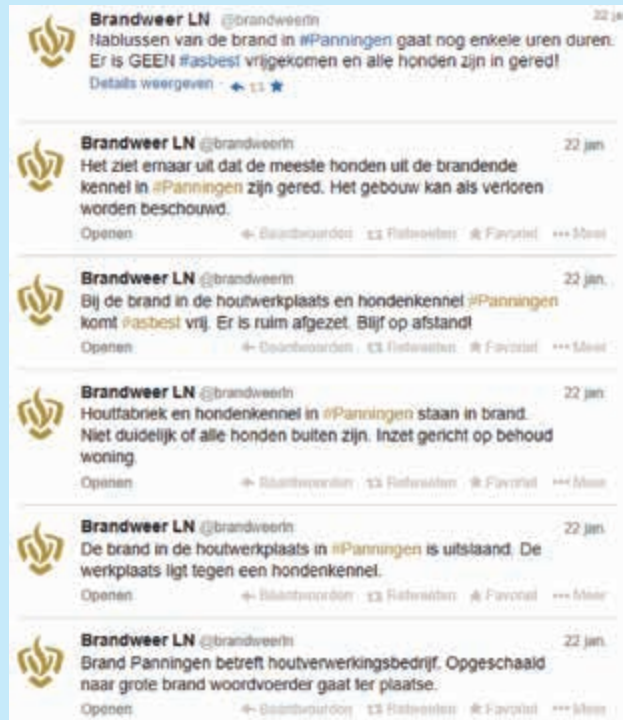 Brandweer LN @brandweerln 22 ja
Nablussen van de brand in #Panningen gaat nog enkele uren duren.
Er is GEEN #asbest vrijgekomen en alle honden zijn in gered!
Details weergeven
Brandweer LN @brandweerln 22 jan.
Het ziet ernaar uit dat de meeste honden uit de brandende
kennel in #Panningen zijn gered. Het gebouw kan als verloren
worden beschouwd.
Openen Beantwoorden Retweeten Favoriet Meer
Brandweer LN @brandweerln 22 jan.
Bij de brand in de houtwerkplaats en hondenkennel #Panningen
komt #asbest vrij. Er is ruim afgezet. Blijf op afstand!
Openen Beantwoorden Retweeten Favoriet Meer
Brandweer LN @brandweerln 22 jan.
Houtfabriek en hondenkennel in #Panningen staan in brand.
Niet duidelijk of alle honden buiten zijn. Inzet gericht op behoud
woning.
Openen Beantwoorden Retweeten Favoriet Meer
Brandweer LN @brandweerln 22 jan.
De brand in de houtwerkplaats in #Panningen is uitslaand. De
werkplaats ligt tegen een hondenkennel.
Openen Beantwoorden Retweeten Favoriet Meer
Brandweer LN @brandweerln 22 jan.
Brand Panningen betreft houtverwerkingsbedrijf. Opgeschaald
naar grote brand woordvoerder gaat ter plaatse.
Openen Beantwoorden Retweeten Favoriet Meer